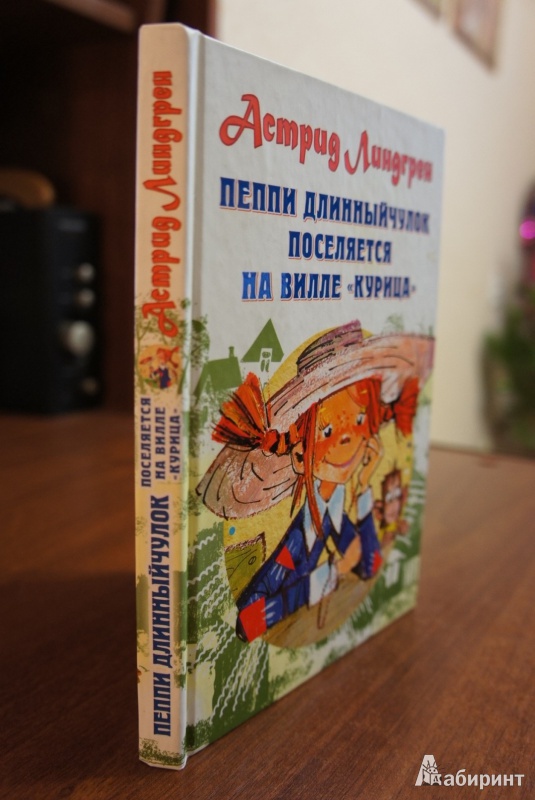 Астрид Линдгрен
ПЕППИ ДЛИННЫЙЧУЛОК
ПОСЕЛЯЕТСЯ
НА ВИЛЛЕ «КУРИЦА»
Астрид Линдгрен
ПЕППИ ДЛИННЫЙЧУЛОК
ПОСЕЛЯЕТСЯ
НА ВИЛЛЕ
«КУРИЦА»
Лабиринт